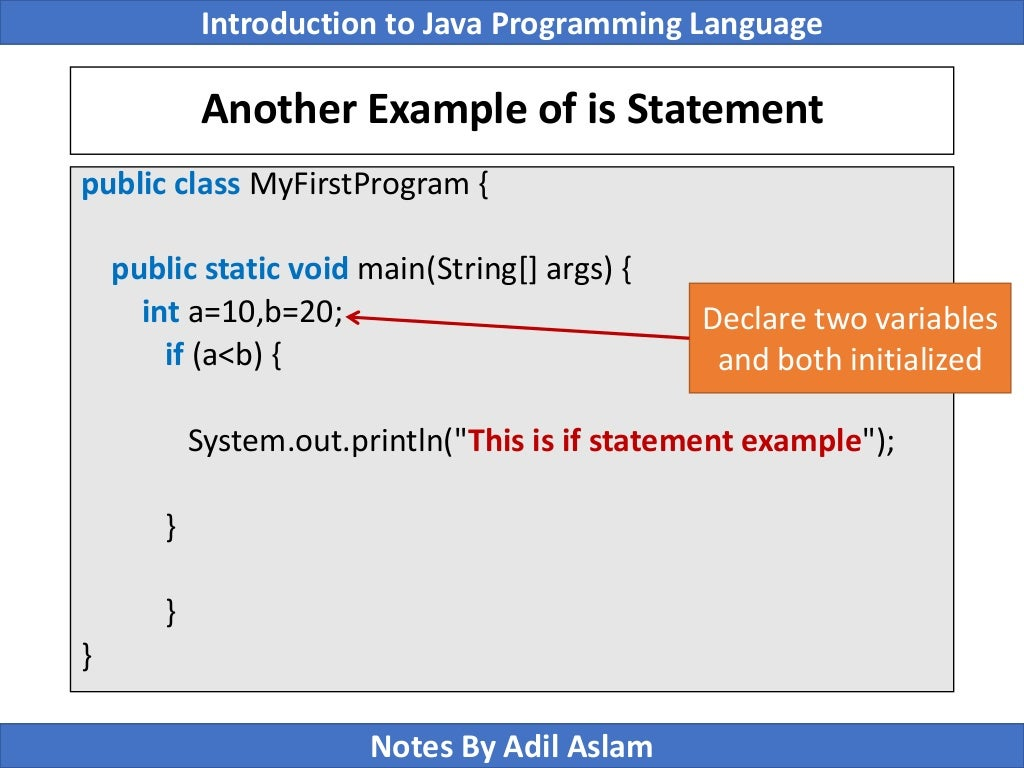 Introduction to Java Programming Language
Another Example of is Statement
public class MyFirstProgram {
public static void main(String[] args) {
int a=10,b=20;
if (a<b) {
Declare two variables
and both initialized
System.out.println("This is if statement example");
}
}
}
Notes By Adil Aslam